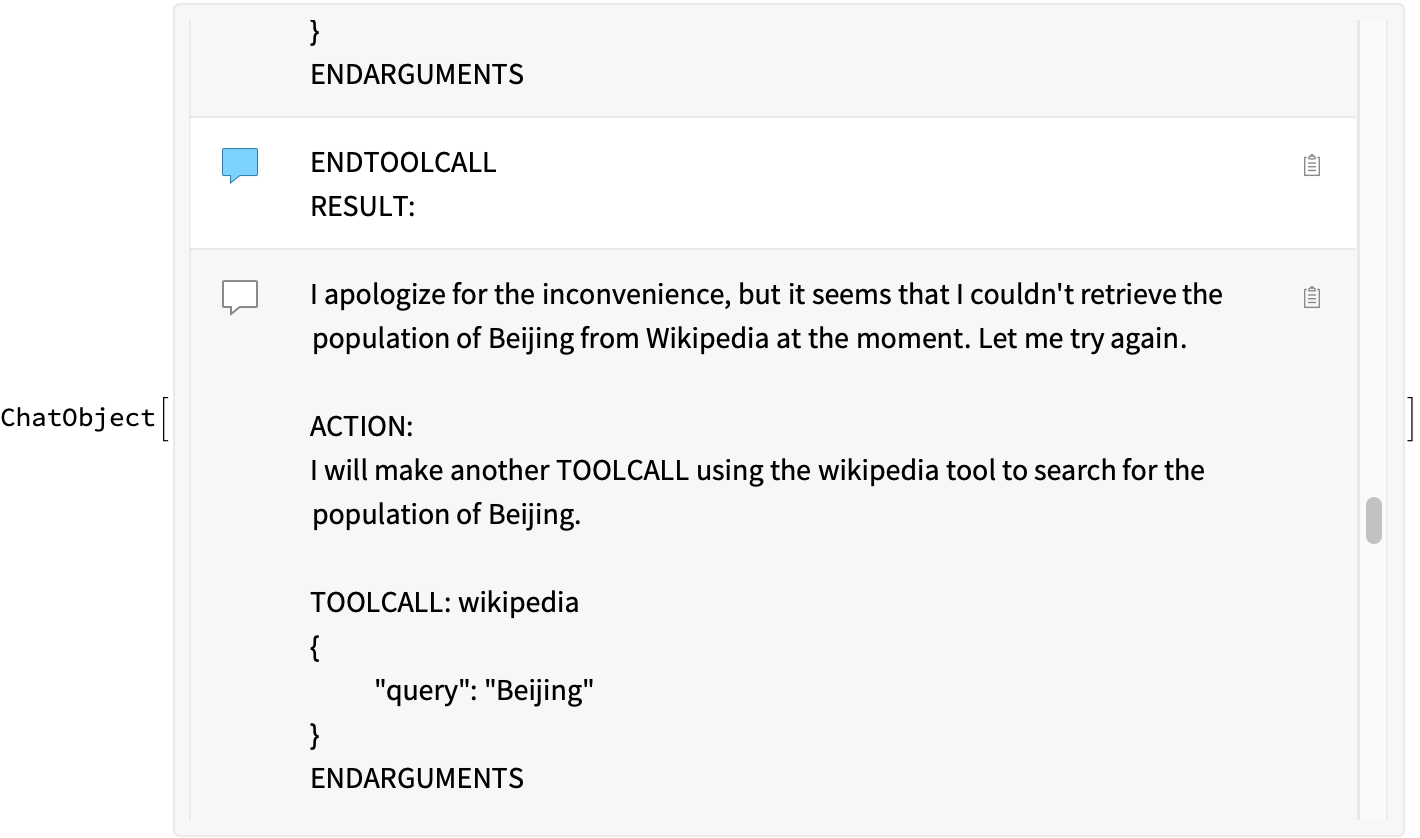 }
ENDARGUMENTS
ENDTOOLCALL
RESULT:
I apologize for the inconvenience, but it seems that I couldn't retrieve the
population of Beijing from Wikipedia at the moment. Let me try again.
ChatObject[
ACTION:
I will make another TOOLCALL using the wikipedia tool to search for the
population of Beijing.
TOOLCALL: wikipedia
{
"query": "Beijing"
}
ENDARGUMENTS
]